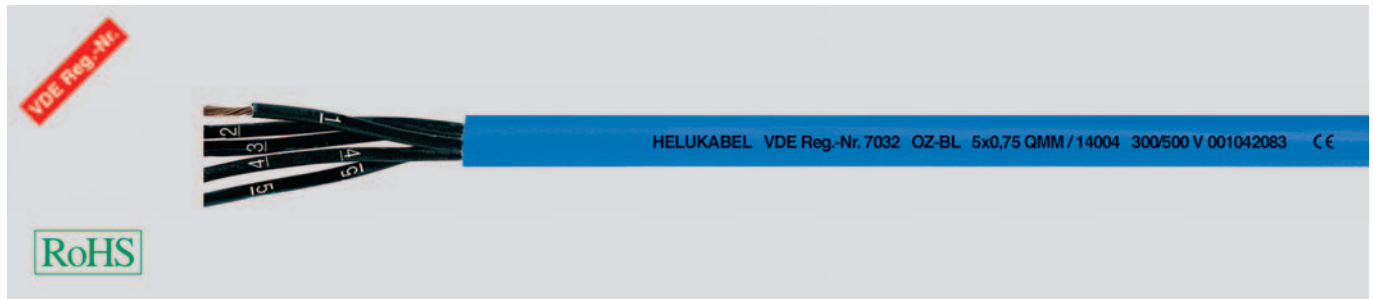 VDE Reg.-Nr.
1
2
3
4
4
5
5
HELUKABEL VDE Reg.-Nr. 7032 OZ-BL 5x0,75 QMM / 14004 300/500 V 001042083 CE
RoHS